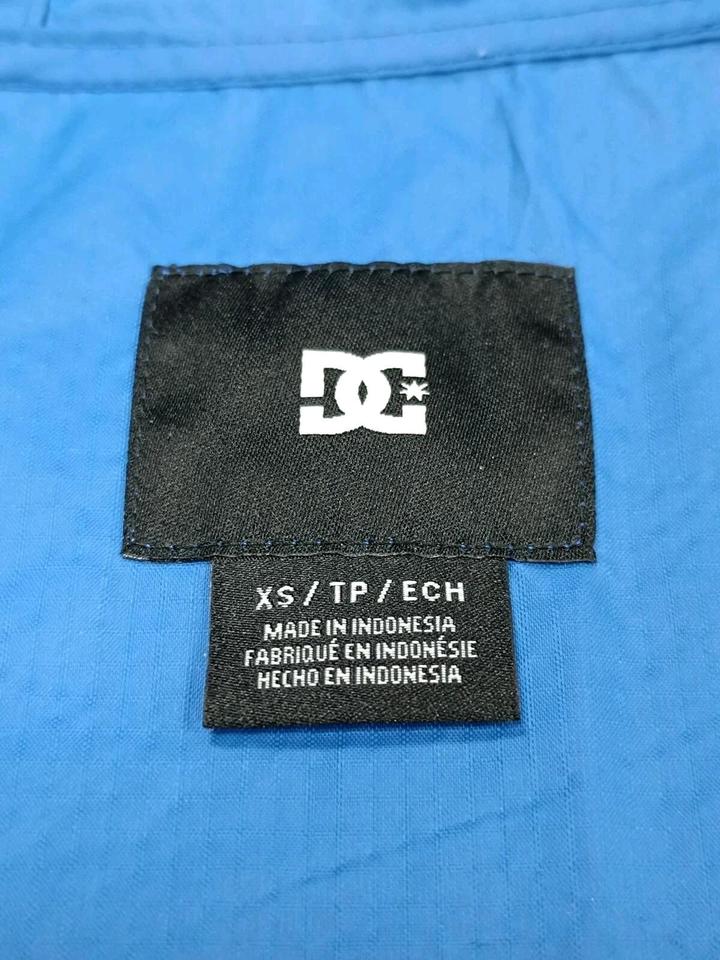 DC
XS / TP / ECH
MADE IN INDONESIA
FABRIQUÉ EN INDONÉSIE
HECHO EN INDONESIA